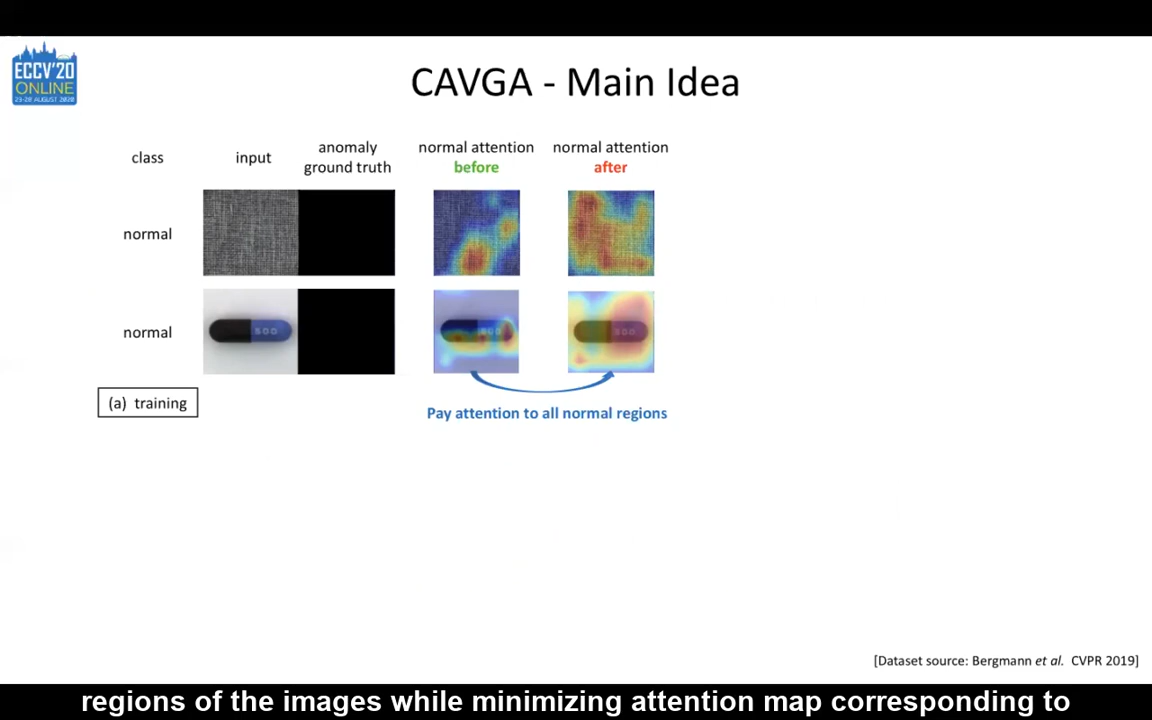 ECCV'20
ONLINE
23-28 AUGUST 2020
CAVGA - Main Idea
class
input
anomaly
ground truth
normal attention
before
normal attention
after
normal
normal
500
(a) training
Pay attention to all normal regions
[Dataset source: Bergmann et al. CVPR 2019]
regions of the images while minimizing attention map corresponding to